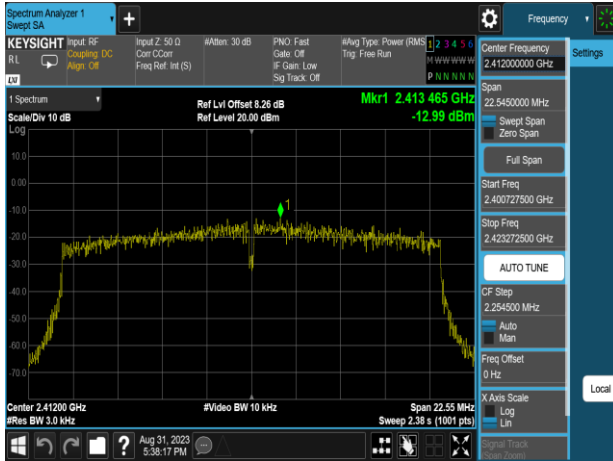 Spectrum Analyzer 1
Swept SA
+
Frequency
KEYSIGHT
RL
LXI
Input: RF
Coupling: DC
Align: Off
Input Z: 50 Ω
Corr CCorr
Freq Ref: Int (S)
#Atten: 30 dB
PNO: Fast
Gate: Off
IF Gain: Low
Sig Track: Off
#Avg Type: Power (RMS
Trig: Free Run
1 2 3 4 5 6
M W W W W W
P N N N N N
1 Spectrum
Scale/Div 10 dB
Log
Ref Lvl Offset 8.26 dB
Ref Level 20.00 dBm
Mkr1 2.413 465 GHz
-12.99 dBm
10.0
0.00
-10.0
-20.0
-30.0
-40.0
-50.0
-60.0
-70.0
1
Center 2.41200 GHz
#Res BW 3.0 kHz
#Video BW 10 kHz
Span 22.55 MHz
Sweep 2.38 s (1001 pts)
Aug 31, 2023
5:38:17 PM
?
Center Frequency
2.412000000 GHz
Span
22.5450000 MHz
Swept Span
Zero Span
Full Span
Start Freq
2.400727500 GHz
Stop Freq
2.423272500 GHz
AUTO TUNE
CF Step
2.254500 MHz
Auto
Man
Freq Offset
0 Hz
X Axis Scale
Log
Lin
Signal Track
(Span Zoom)
Settings
Local